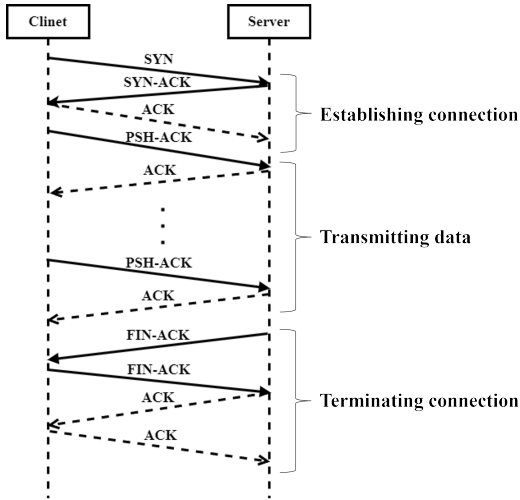 Clinet
Server
SYN
SYN-ACK
ACK
PSH-ACK
ACK
PSH-ACK
ACK
FIN-ACK
FIN-ACK
ACK
ACK
Establishing connection
Transmitting data
Terminating connection